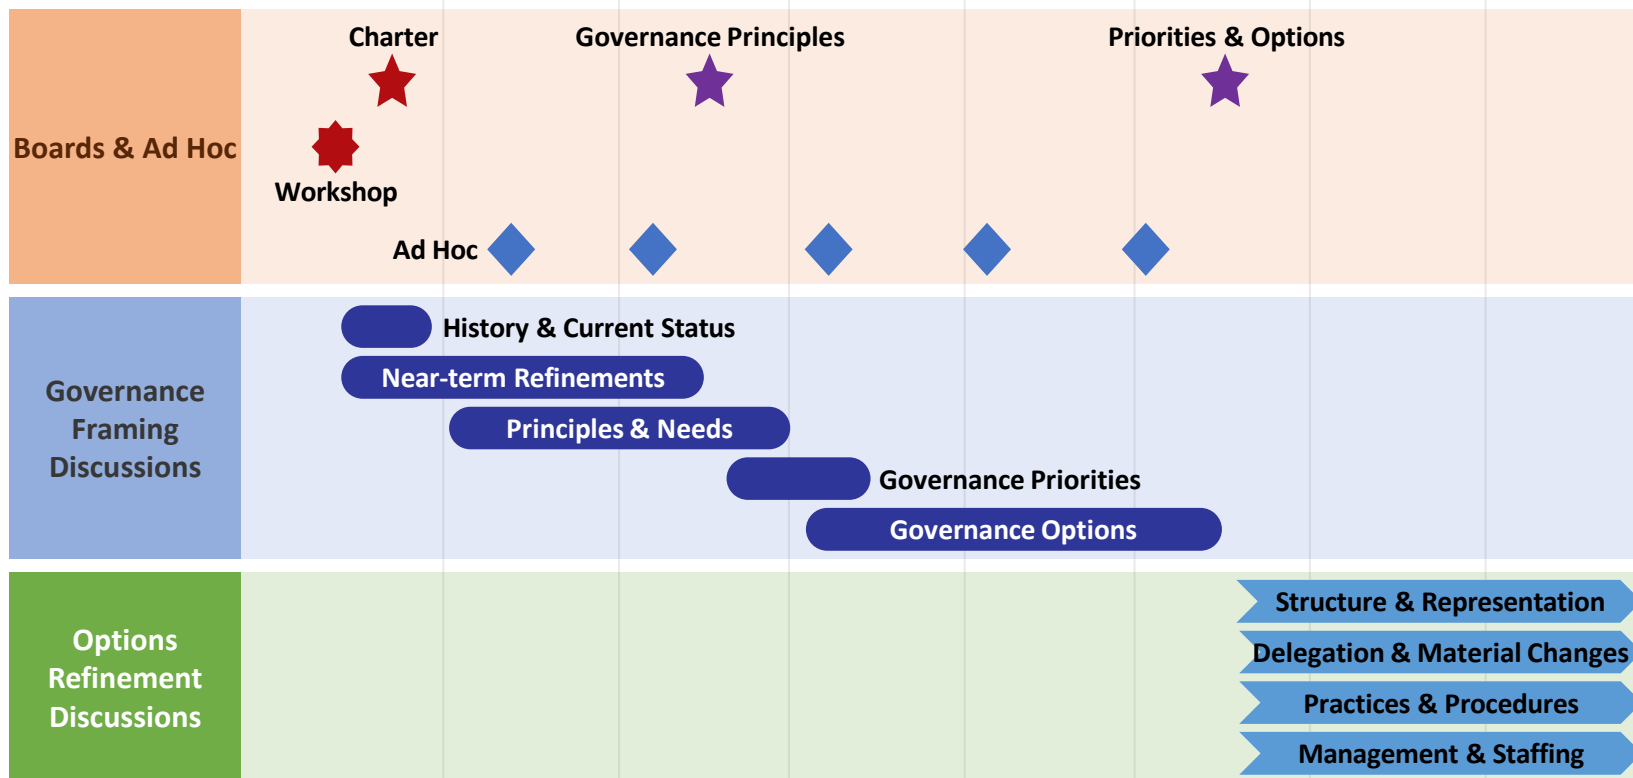 Charter
Governance Principles
Priorities & Options
Boards & Ad Hoc
Workshop
Ad Hoc
Governance
Framing
Discussions
History & Current Status
Near-term Refinements
Principles & Needs
Governance Priorities
Governance Options
Options
Refinement
Discussions
Structure & Representation
Delegation & Material Changes
Practices & Procedures
Management & Staffing